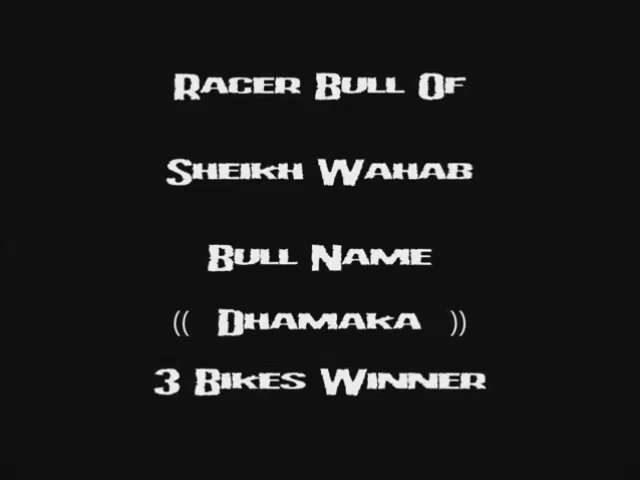 Racer Bull Of
Sheikh Wahab
Bull Name
(( Dhamaka ))
3 Bikes Winner